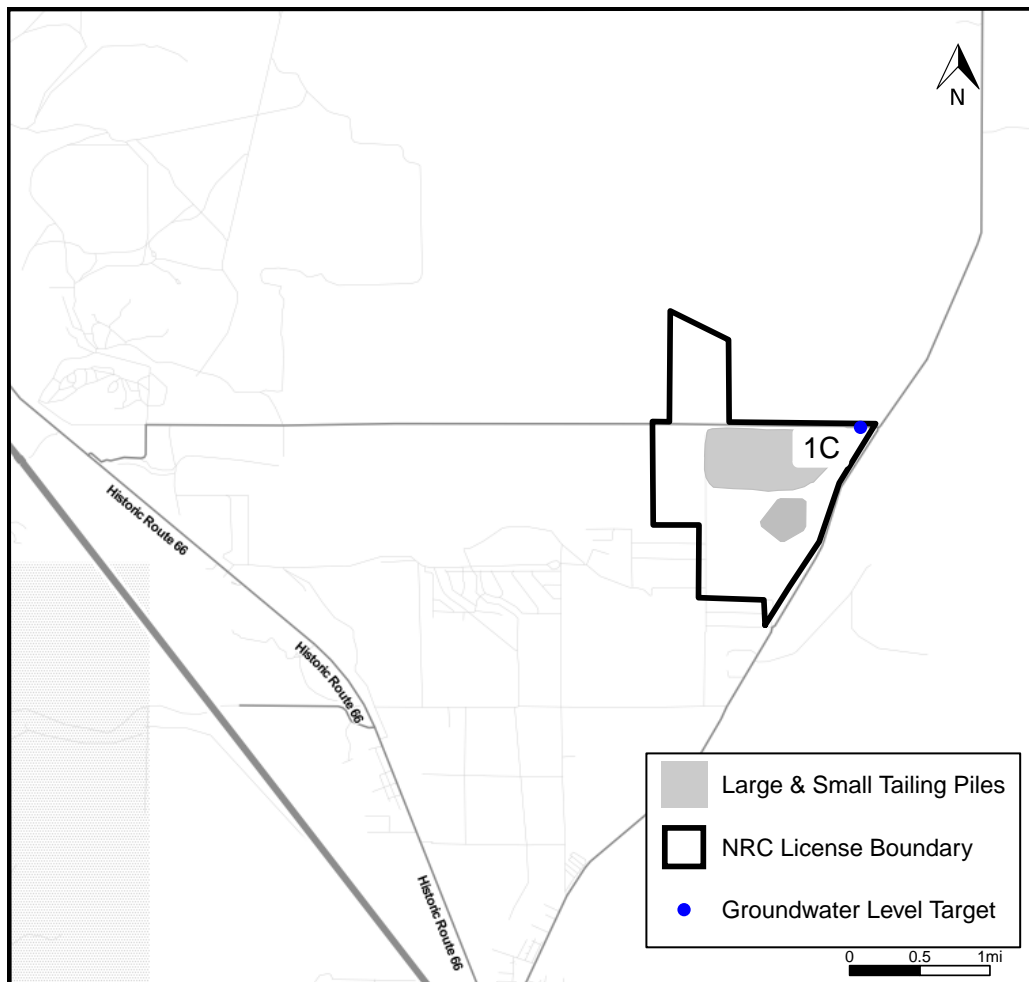 N
1C
Historic Route 66
Historic Route 66
Historic Route 66
Large & Small Tailing Piles
NRC License Boundary
Groundwater Level Target
0 0.5 1mi